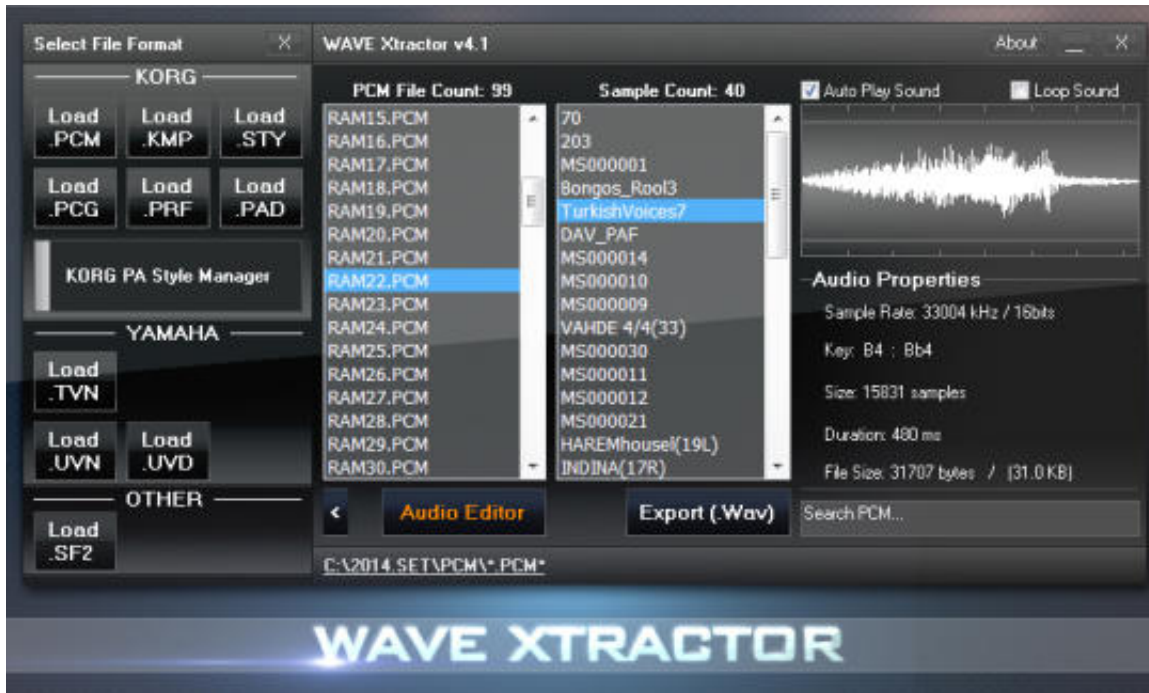 Select File Format
KORG
Load .PCM
Load .KMP
Load .STY
Load .PCG
Load .PRF
Load .PAD
KORG PA Style Manager
YAMAHA
Load .TVN
Load .UVN
Load .UVD
OTHER
Load .SF2
WAVE Xtractor v4.1
About
PCM File Count: 99
RAM15.PCM
RAM16.PCM
RAM17.PCM
RAM18.PCM
RAM19.PCM
RAM20.PCM
RAM21.PCM
RAM22.PCM
RAM23.PCM
RAM24.PCM
RAM25.PCM
RAM26.PCM
RAM27.PCM
RAM28.PCM
RAM29.PCM
RAM30.PCM
Sample Count: 40
70
203
MS000001
Bongos_Rool3
TurkishVoices7
DAV_PAF
MS000014
MS000010
MS000009
VAHDE 4/4(33)
MS000030
MS000011
MS000012
MS000021
HAREMhousel(19L)
INDINA(17R)
Auto Play Sound
Loop Sound
Audio Properties
Sample Rate: 33004 kHz / 16bits
Key: B4 : Bb4
Size: 15831 samples
Duration: 480 ms
File Size: 31707 bytes / (31.0 KB)
< Audio Editor
Export (.Wav)
Search PCM...
C:\2014.SET\PCM\*.PCM*
WAVE XTRACTOR